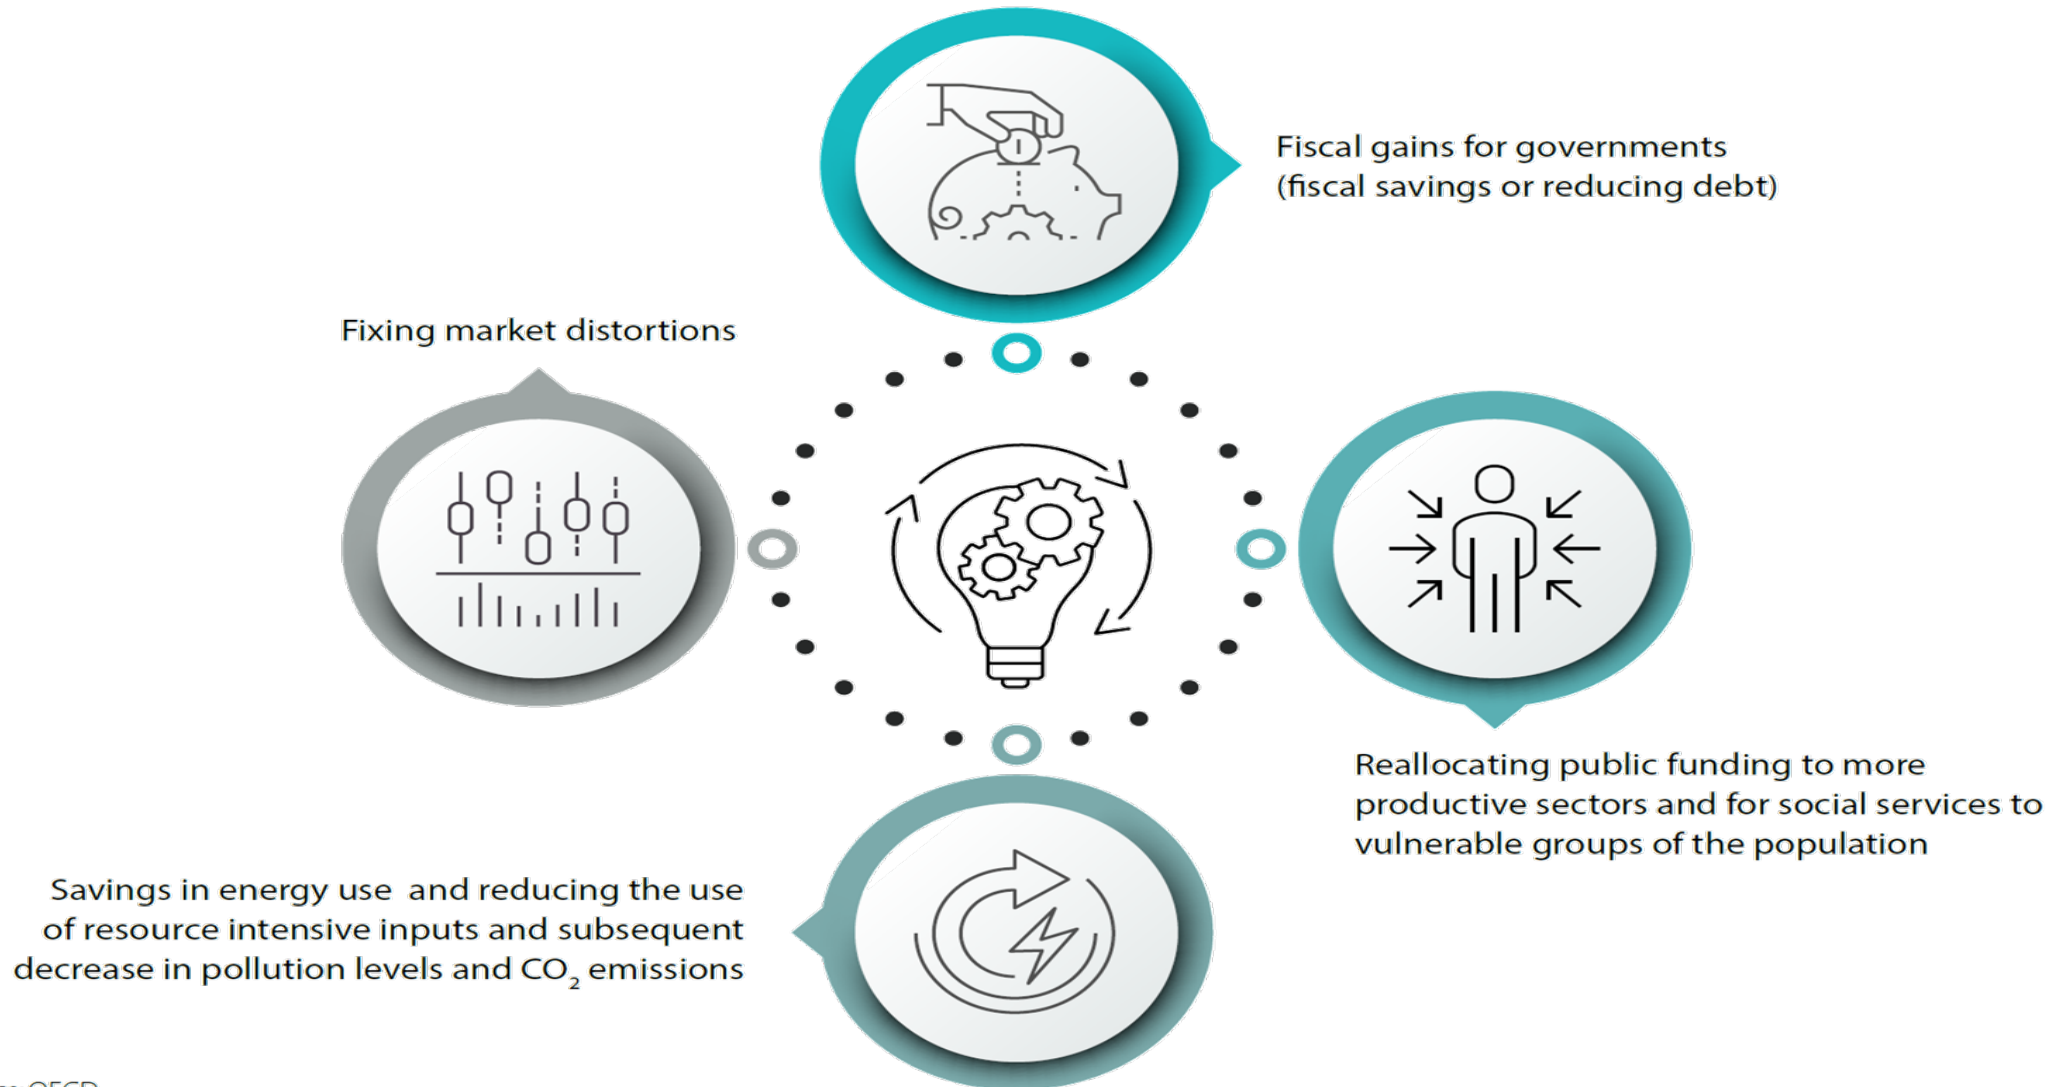 Fiscal gains for governments
(fiscal savings or reducing debt)
Fixing market distortions
Reallocating public funding to more
productive sectors and for social services to
vulnerable groups of the population
Savings in energy use and reducing the use
of resource intensive inputs and subsequent
decrease in pollution levels and CO₂ emissions
OECD